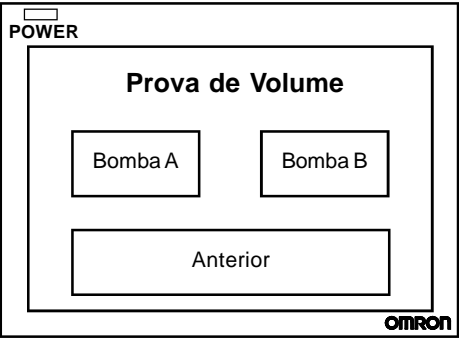 POWER
Prova de Volume
Bomba A
Bomba B
Anterior
OMRON